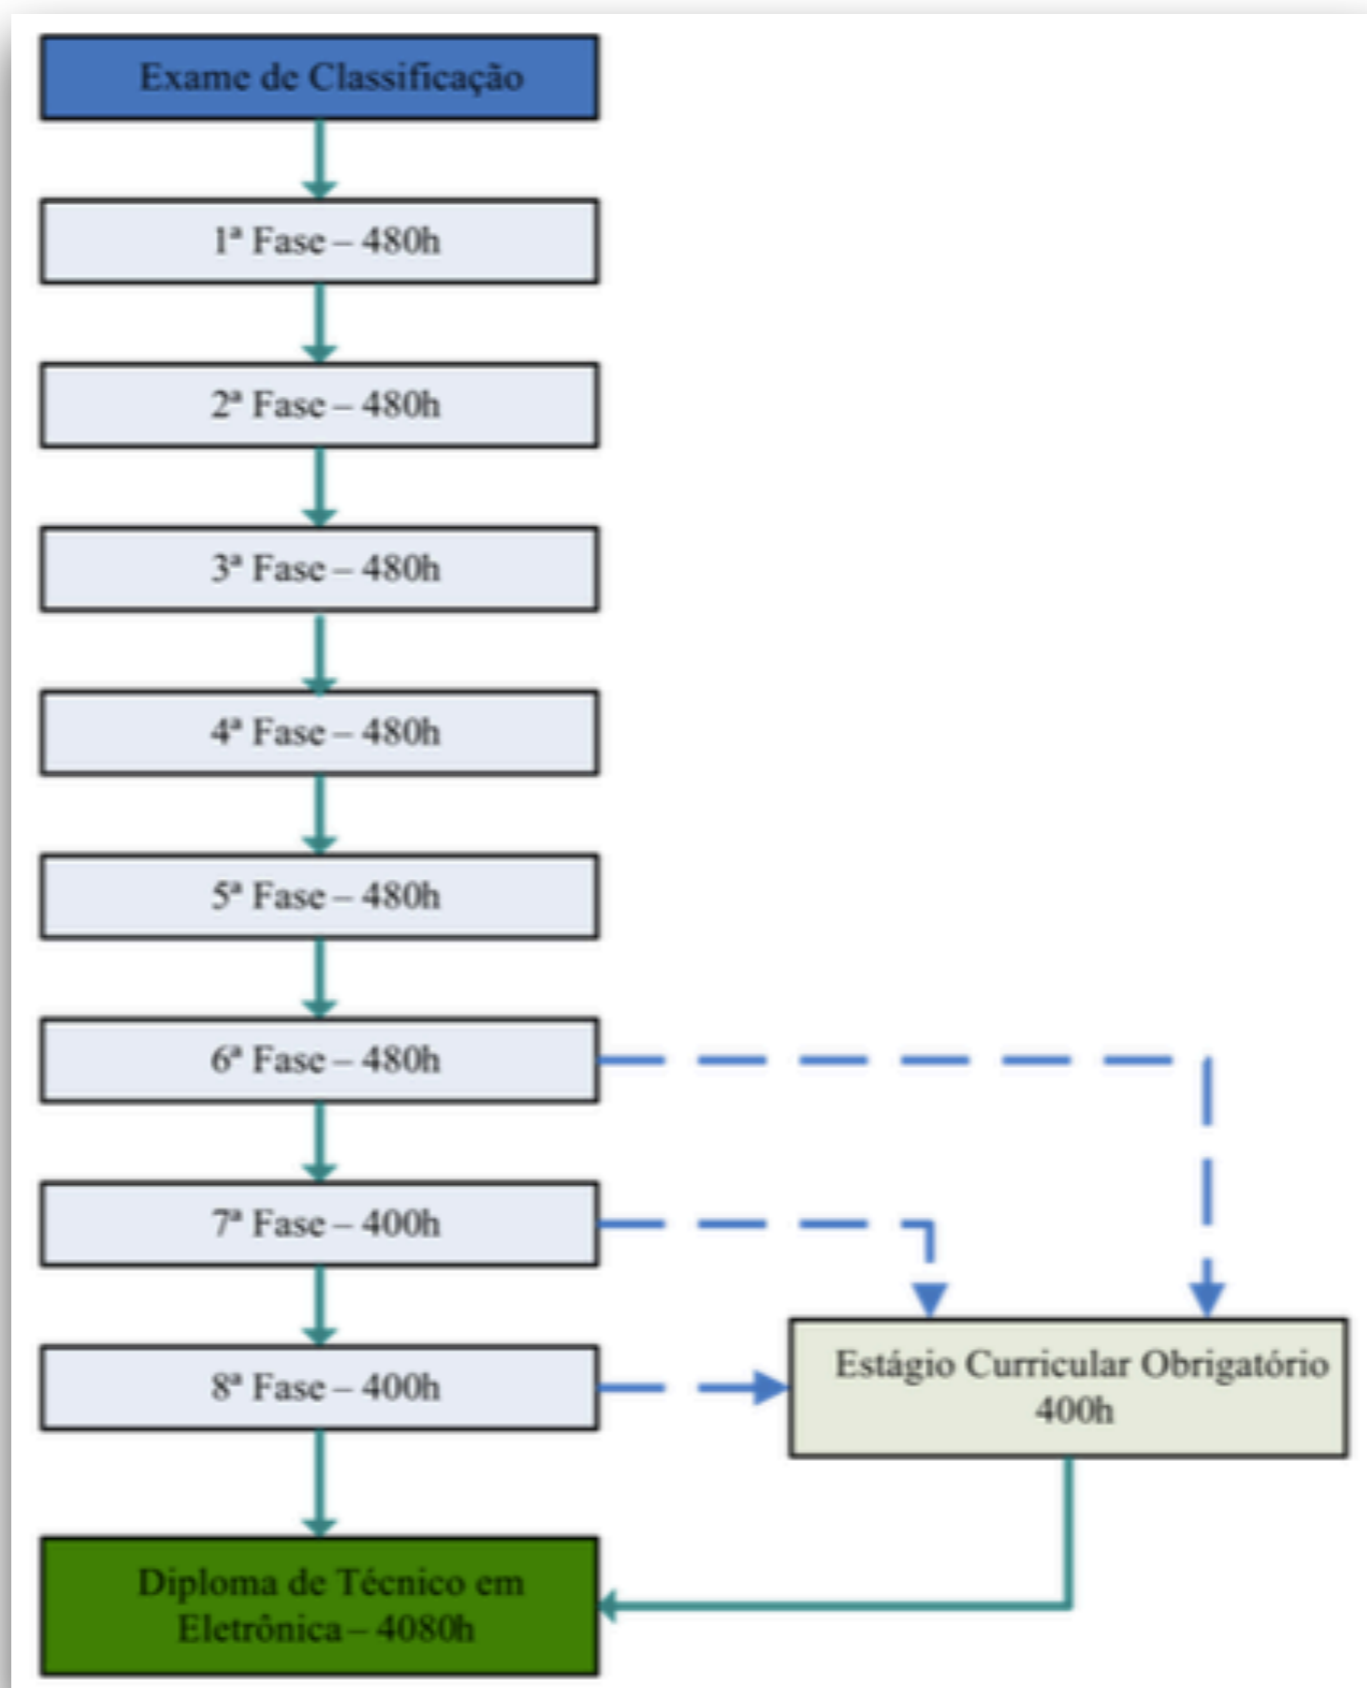 Exame de Classificação
1ª Fase – 480h
2ª Fase – 480h
3ª Fase – 480h
4ª Fase – 480h
5ª Fase – 480h
6ª Fase – 480h
7ª Fase – 400h
8ª Fase – 400h
Estágio Curricular Obrigatório
400h
Diploma de Técnico em
Eletrônica – 4080h